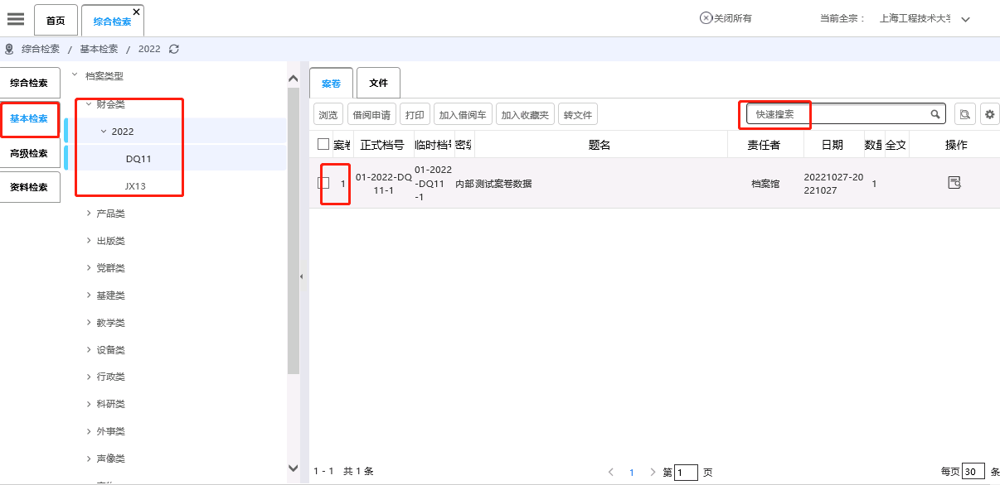 首页
综合检索
关闭所有
当前全宗：
上海工程技术大
综合检索 / 基本检索 / 2022
综合检索
基本检索
高级检索
资料检索
档案类型
财会类
2022
DQ11
JX13
产品类
出版类
党群类
基建类
教学类
设备类
行政类
科研类
外事类
声像类
案卷
文件
浏览
借阅申请
打印
加入借阅车
加入收藏夹
转文件
快速搜索
案卷 正式档号 临时档号 密级 题名 责任者 日期 数量 全文 操作
1
01-2022-DQ
11-1
01-2022
-DQ11
-1
内部
测试案卷数据
档案馆
20221027-20
221027
1
1 - 1 共 1 条
1
第 1 页
每页 30 条